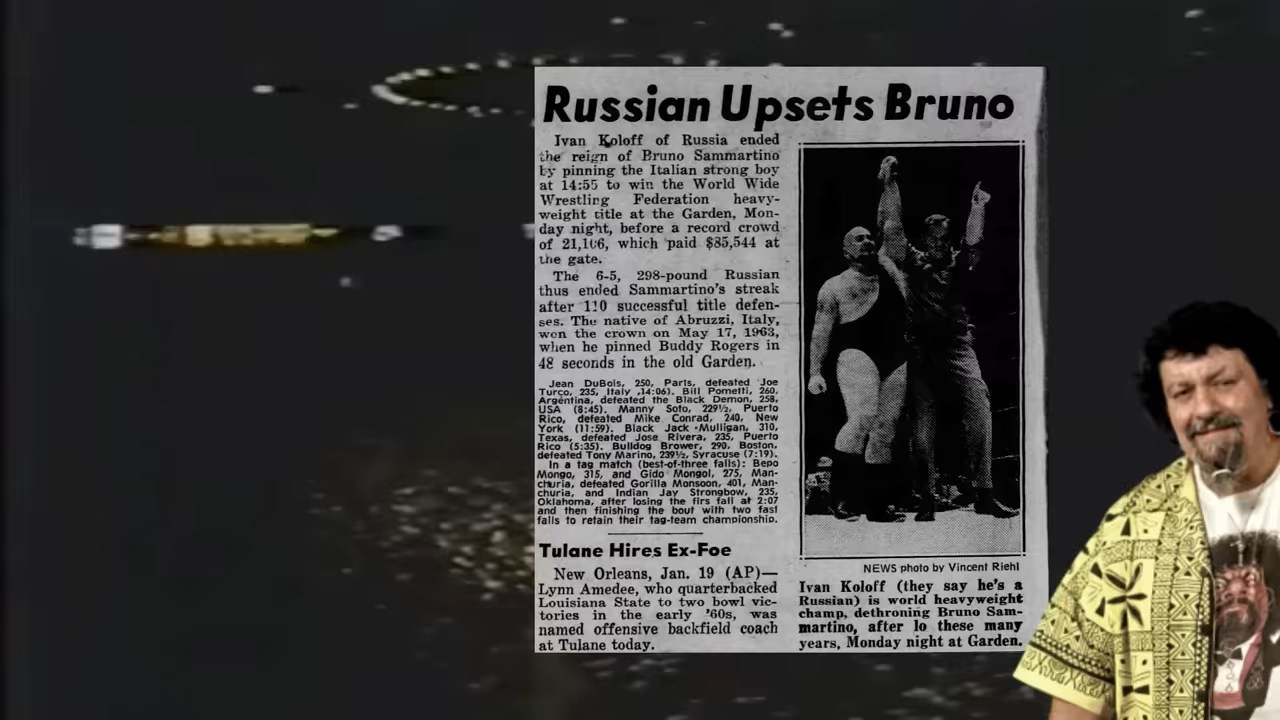 Russian Upsets Bruno
Ivan Koloff of Russia ended
the reign of Bruno Sammartino
by pinning the Italian strong boy
at 14:55 to win the World Wide
Wrestling Federation heavy-
weight title at the Garden, Mon-
day night, before a record crowd
of 21,106, which paid $85,544 at
the gate.
The 6-5, 298-pound Russian
thus ended Sammartino's streak
after 110 successful title defen-
ses. The native of Abruzzi, Italy,
won the crown on May 17, 1963,
when he pinned Buddy Rogers in
48 seconds in the old Garden.
Jean DuBois, 250, Paris, defeated Joe
Turco, 235, Italy ,14:06). Bill Pometti, 260,
Argentina, defeated the Black Demon, 258,
USA (8:45). Manny Soto, 229½, Puerto
Rico, defeated Mike Conrad, 240, New
York (11:59). Black Jack Mulligan, 310,
Texas, defeated Jose Rivera, 235, Puerto
Rico (5:35). Bulldog Brower, 290, Boston,
defeated Tony Marino, 239½, Syracuse (7:19).
In a tag match (best-of-three falls): Bepo
Mongo, 315, and Gido Mongol, 275, Man-
churia, defeated Gorilla Monsoon, 401, Man-
churia, and Indian Jay Strongbow, 235,
Oklahoma, after losing the firs fall at 2:07
and then finishing the bout with two fast
falls to retain their tag-team championship.
Tulane Hires Ex-Foe
New Orleans, Jan. 19 (AP)—
Lynn Amedee, who quarterbacked
Louisiana State to two bowl vic-
tories in the early '60s, was
named offensive backfield coach
at Tulane today.
NEWS photo by Vincent Riehl
Ivan Koloff (they say he's a
Russian) is world heavyweight
champ, dethroning Bruno Sam-
martino, after lo these many
years, Monday night at Garden.